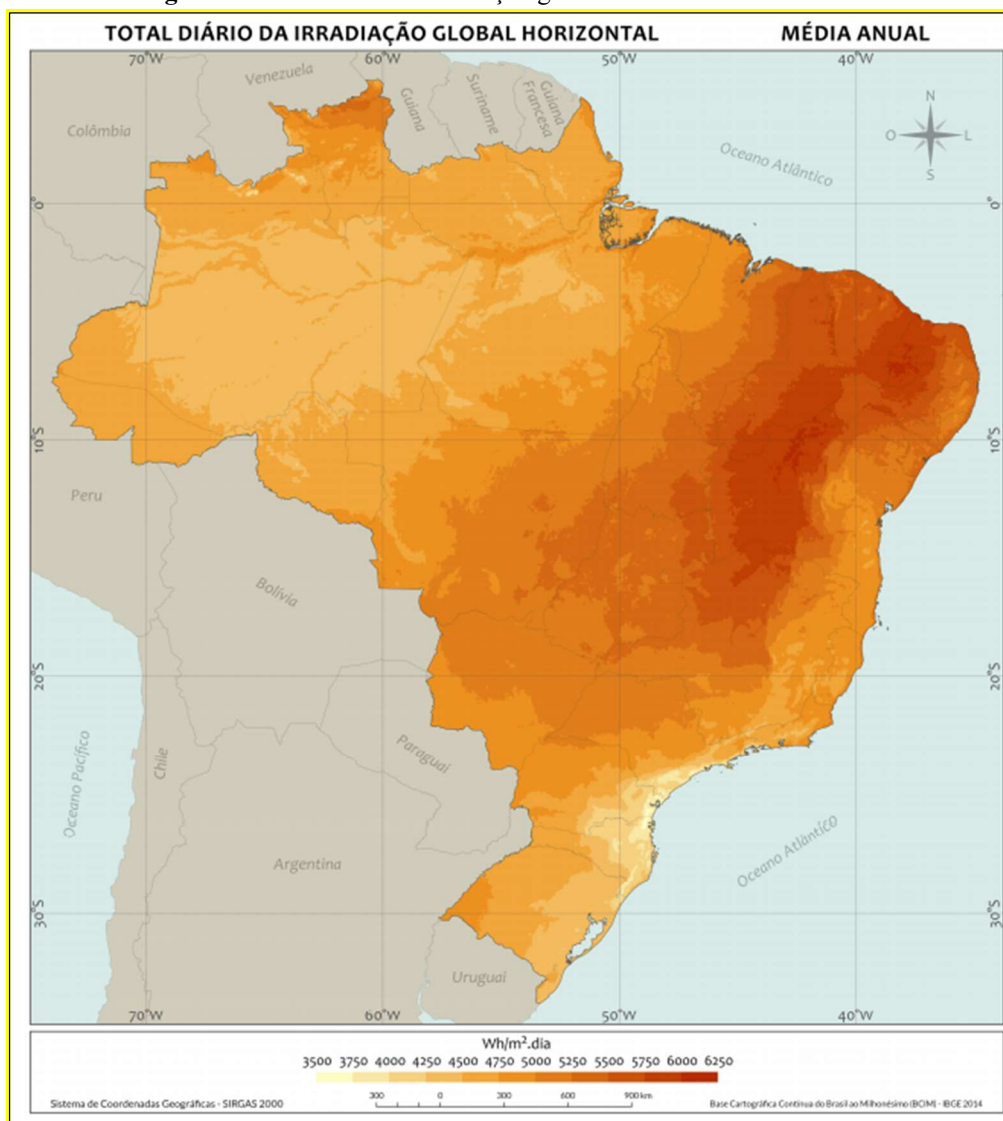 TOTAL DIÁRIO DA IRRADIAÇÃO GLOBAL HORIZONTAL MÉDIA ANUAL
70°W 60°W 50°W 40°W
Venezuela
Guiana
Suriname
Guiana
Francesa
Colômbia
N
O L
S
Oceano Atlântico
0° 0°
10°S 10°S
Peru
Bolívia
20°S 20°S
Paraguai
Chile
Oceano Pacífico
Oceano Atlântico
Argentina
30°S 30°S
Uruguai
70°W 60°W 50°W 40°W
Wh/m².dia
3500 3750 4000 4250 4500 4750 5000 5250 5500 5750 6000 6250
300 0 300 600 900 km
Sistema de Coordenadas Geográficas - SIRGAS 2000
Base Cartográfica Contínua do Brasil ao Milhonésimo (BCIM) - IBGE 2014